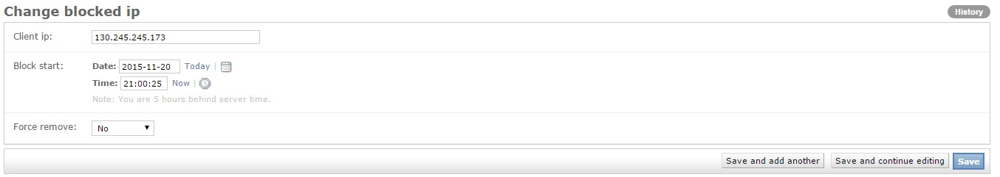 Change blocked ip
History
Client ip: 130.245.245.173
Block start: Date: 2015-11-20 Today |
Time: 21:00:25 Now |
Note: You are 5 hours behind server time.
Force remove: No
Save and add another Save and continue editing Save